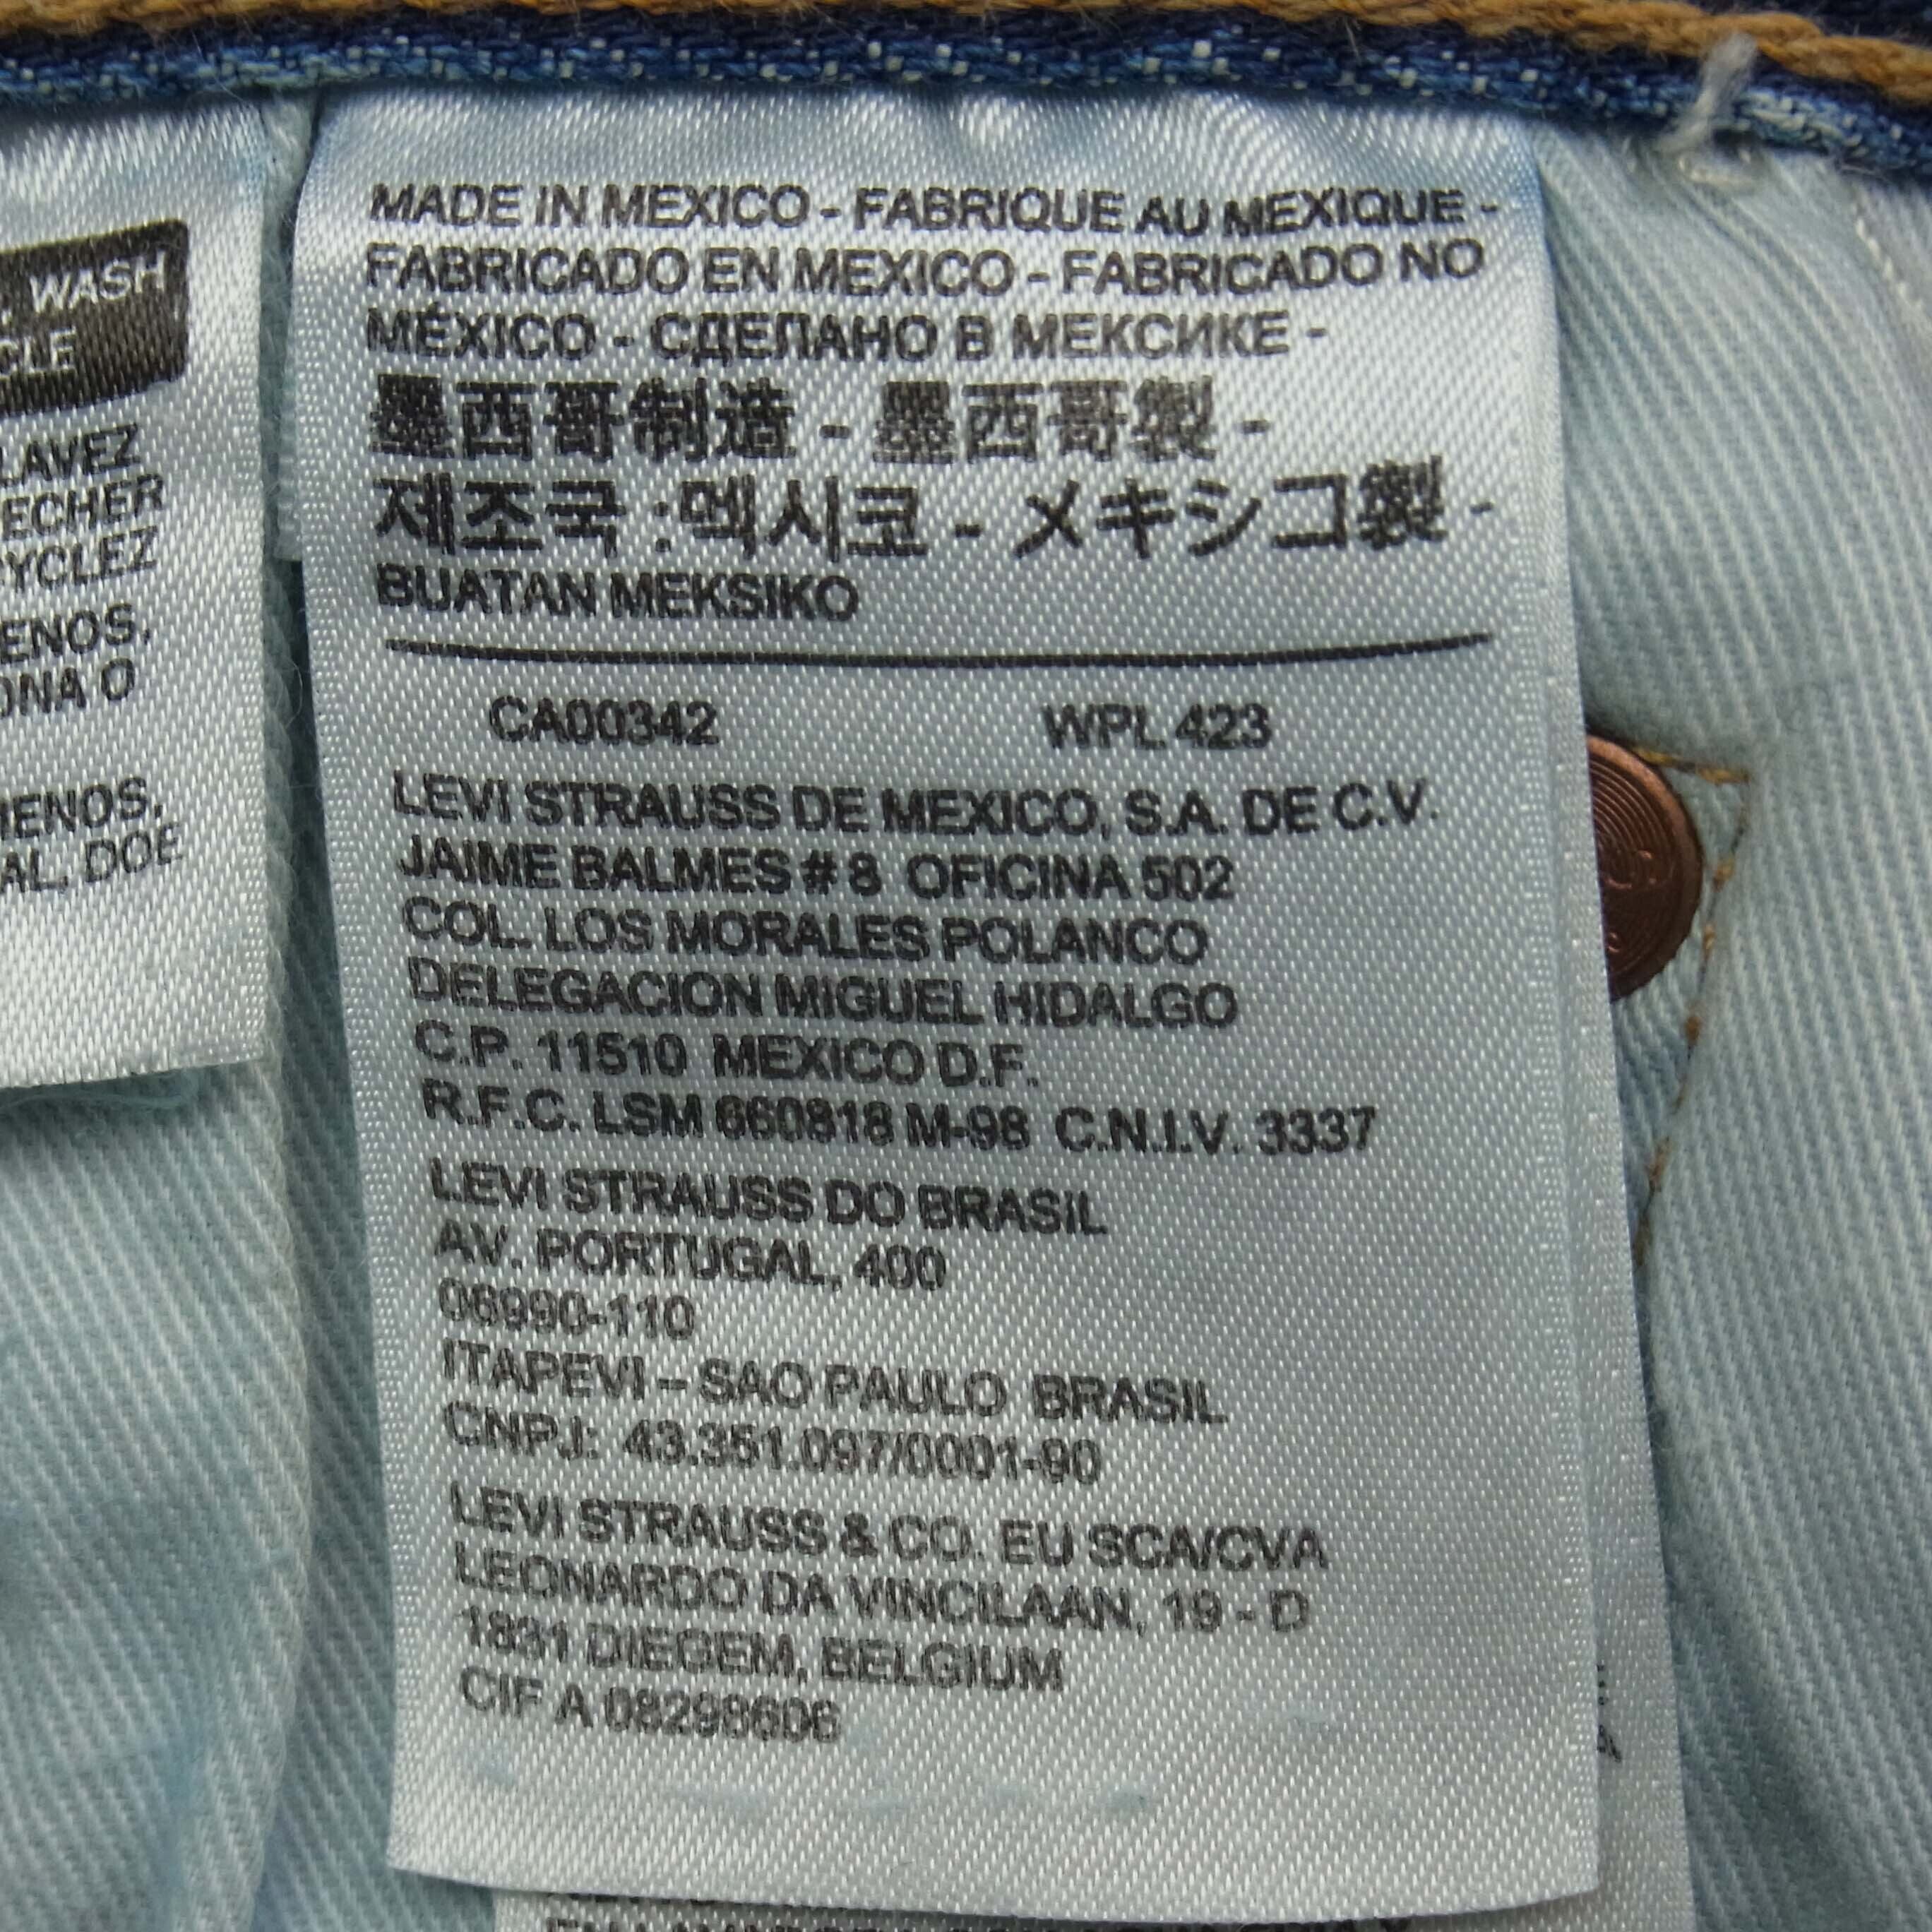 WASH
CLE
LAVEZ
ECHER
CYCLEZ
ENOS,
ONA O
MENOS,
AL, DOE
MADE IN MEXICO - FABRIQUE AU MEXIQUE -
FABRICADO EN MEXICO - FABRICADO NO
MÉXICO - СДЕЛАНО В МЕКСИКЕ -
墨西哥制造 - 墨西哥製 -
제조국 :멕시코 - メキシコ製 -
BUATAN MEKSIKO
CA00342 WPL 423
LEVI STRAUSS DE MEXICO, S.A. DE C.V.
JAIME BALMES # 8 OFICINA 502
COL. LOS MORALES POLANCO
DELEGACION MIGUEL HIDALGO
C.P. 11510 MEXICO D.F.
R.F.C. LSM 660818 M-98 C.N.I.V. 3337
LEVI STRAUSS DO BRASIL
AV. PORTUGAL, 400
06990-110
ITAPEVI – SAO PAULO BRASIL
CNPJ: 43.351.097/0001-90
LEVI STRAUSS & CO. EU SCA/CVA
LEONARDO DA VINCILAAN, 19 - D
1831 DIEGEM, BELGIUM
CIF A 08298606